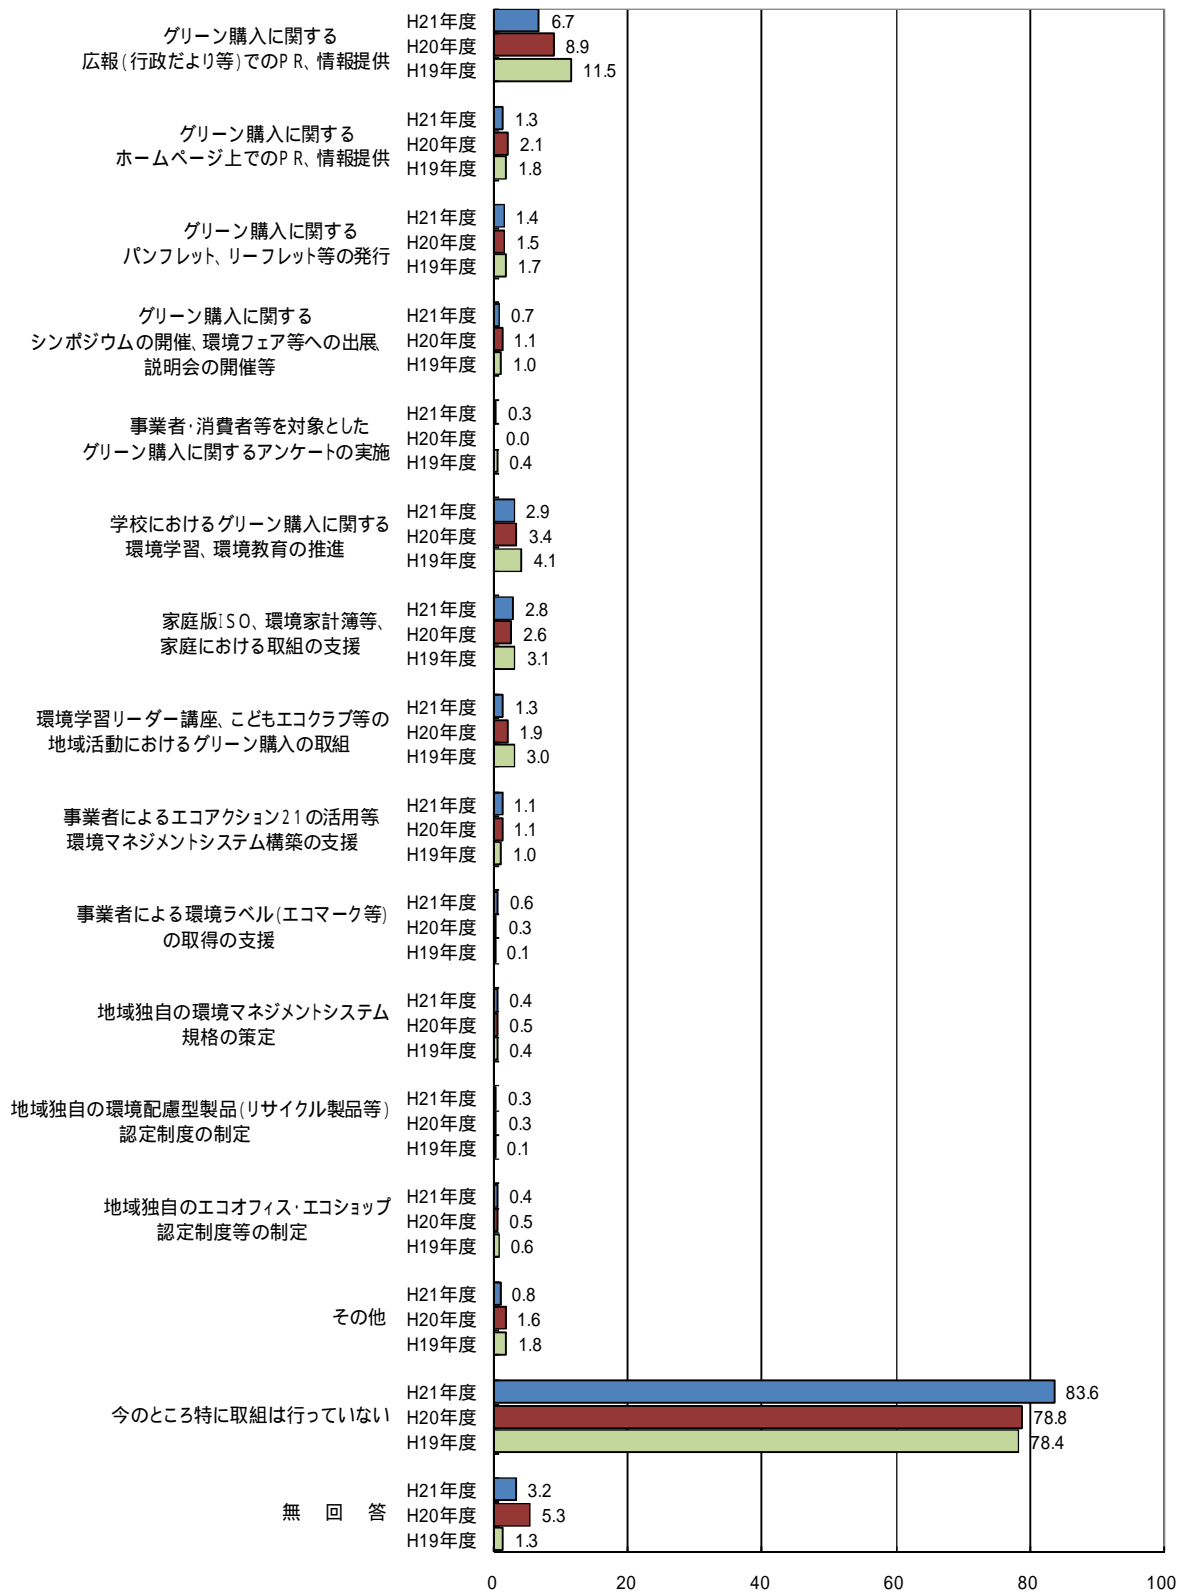 グリーン購入に関する
広報(行政だより等)でのPR、情報提供
H21年度 6.7
H20年度 8.9
H19年度 11.5
グリーン購入に関する
ホームページ上でのPR、情報提供
H21年度 1.3
H20年度 2.1
H19年度 1.8
グリーン購入に関する
パンフレット、リーフレット等の発行
H21年度 1.4
H20年度 1.5
H19年度 1.7
グリーン購入に関する
シンポジウムの開催、環境フェア等への出展、
説明会の開催等
H21年度 0.7
H20年度 1.1
H19年度 1.0
事業者・消費者等を対象とした
グリーン購入に関するアンケートの実施
H21年度 0.3
H20年度 0.0
H19年度 0.4
学校におけるグリーン購入に関する
環境学習、環境教育の推進
H21年度 2.9
H20年度 3.4
H19年度 4.1
家庭版ISO、環境家計簿等、
家庭における取組の支援
H21年度 2.8
H20年度 2.6
H19年度 3.1
環境学習リーダー講座、こどもエコクラブ等の
地域活動におけるグリーン購入の取組
H21年度 1.3
H20年度 1.9
H19年度 3.0
事業者によるエコアクション21の活用等
環境マネジメントシステム構築の支援
H21年度 1.1
H20年度 1.1
H19年度 1.0
事業者による環境ラベル(エコマーク等)
の取得の支援
H21年度 0.6
H20年度 0.3
H19年度 0.1
地域独自の環境マネジメントシステム
規格の策定
H21年度 0.4
H20年度 0.5
H19年度 0.4
地域独自の環境配慮型製品(リサイクル製品等)
認定制度の制定
H21年度 0.3
H20年度 0.3
H19年度 0.1
地域独自のエコオフィス・エコショップ
認定制度等の制定
H21年度 0.4
H20年度 0.5
H19年度 0.6
その他
H21年度 0.8
H20年度 1.6
H19年度 1.8
今のところ特に取組は行っていない
H21年度 83.6
H20年度 78.8
H19年度 78.4
無 回 答
H21年度 3.2
H20年度 5.3
H19年度 1.3
0 20 40 60 80 100